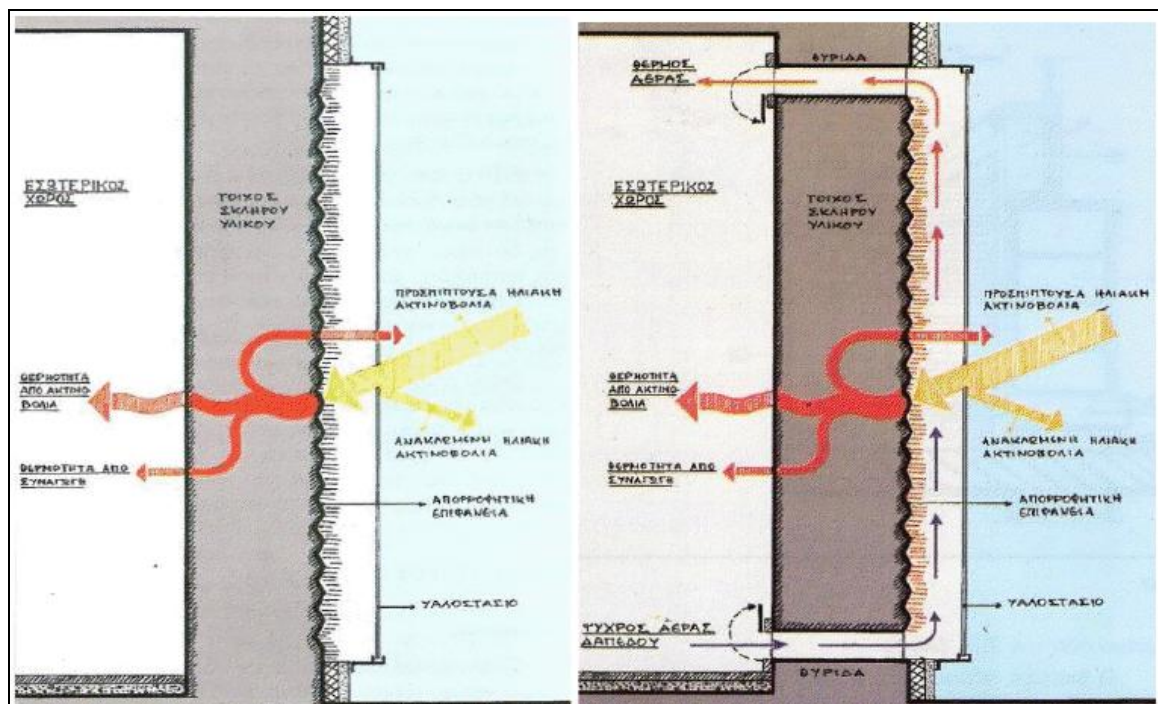 ΕΣΩΤΕΡΙΚΟΣ
ΧΩΡΟΣ
ΤΟΙΧΟΣ
ΣΚΛΗΡΟΥ
ΥΛΙΚΟΥ
ΠΡΟΣΠΙΠΤΟΥΣΑ ΗΛΙΑΚΗ
ΑΚΤΙΝΟΒΟΛΙΑ
ΘΕΡΜΟΤΗΤΑ
ΑΠΟ ΑΚΤΙΝΟ
ΒΟΛΙΑ
ΑΝΑΚΛΩΜΕΝΗ ΗΛΙΑΚΗ
ΑΚΤΙΝΟΒΟΛΙΑ
ΘΕΡΜΟΤΗΤΑ ΑΠΟ
ΣΥΝΑΓΩΓΗ
ΑΠΟΡΡΟΦΗΤΙΚΗ
ΕΠΙΦΑΝΕΙΑ
ΥΑΛΟΣΤΑΣΙΟ
ΘΥΡΙΔΑ
ΘΕΡΜΟΣ
ΑΕΡΑΣ
ΕΣΩΤΕΡΙΚΟΣ
ΧΩΡΟΣ
ΤΟΙΧΟΣ
ΣΚΛΗΡΟΥ
ΥΛΙΚΟΥ
ΠΡΟΣΠΙΠΤΟΥΣΑ ΗΛΙΑΚΗ
ΑΚΤΙΝΟΒΟΛΙΑ
ΘΕΡΜΟΤΗΤΑ
ΑΠΟ ΑΚΤΙΝΟ
ΒΟΛΙΑ
ΑΝΑΚΛΩΜΕΝΗ ΗΛΙΑΚΗ
ΑΚΤΙΝΟΒΟΛΙΑ
ΘΕΡΜΟΤΗΤΑ ΑΠΟ
ΣΥΝΑΓΩΓΗ
ΑΠΟΡΡΟΦΗΤΙΚΗ
ΕΠΙΦΑΝΕΙΑ
ΥΑΛΟΣΤΑΣΙΟ
ΨΥΧΡΟΣ ΑΕΡΑΣ
ΔΑΠΕΔΟΥ
ΘΥΡΙΔΑ